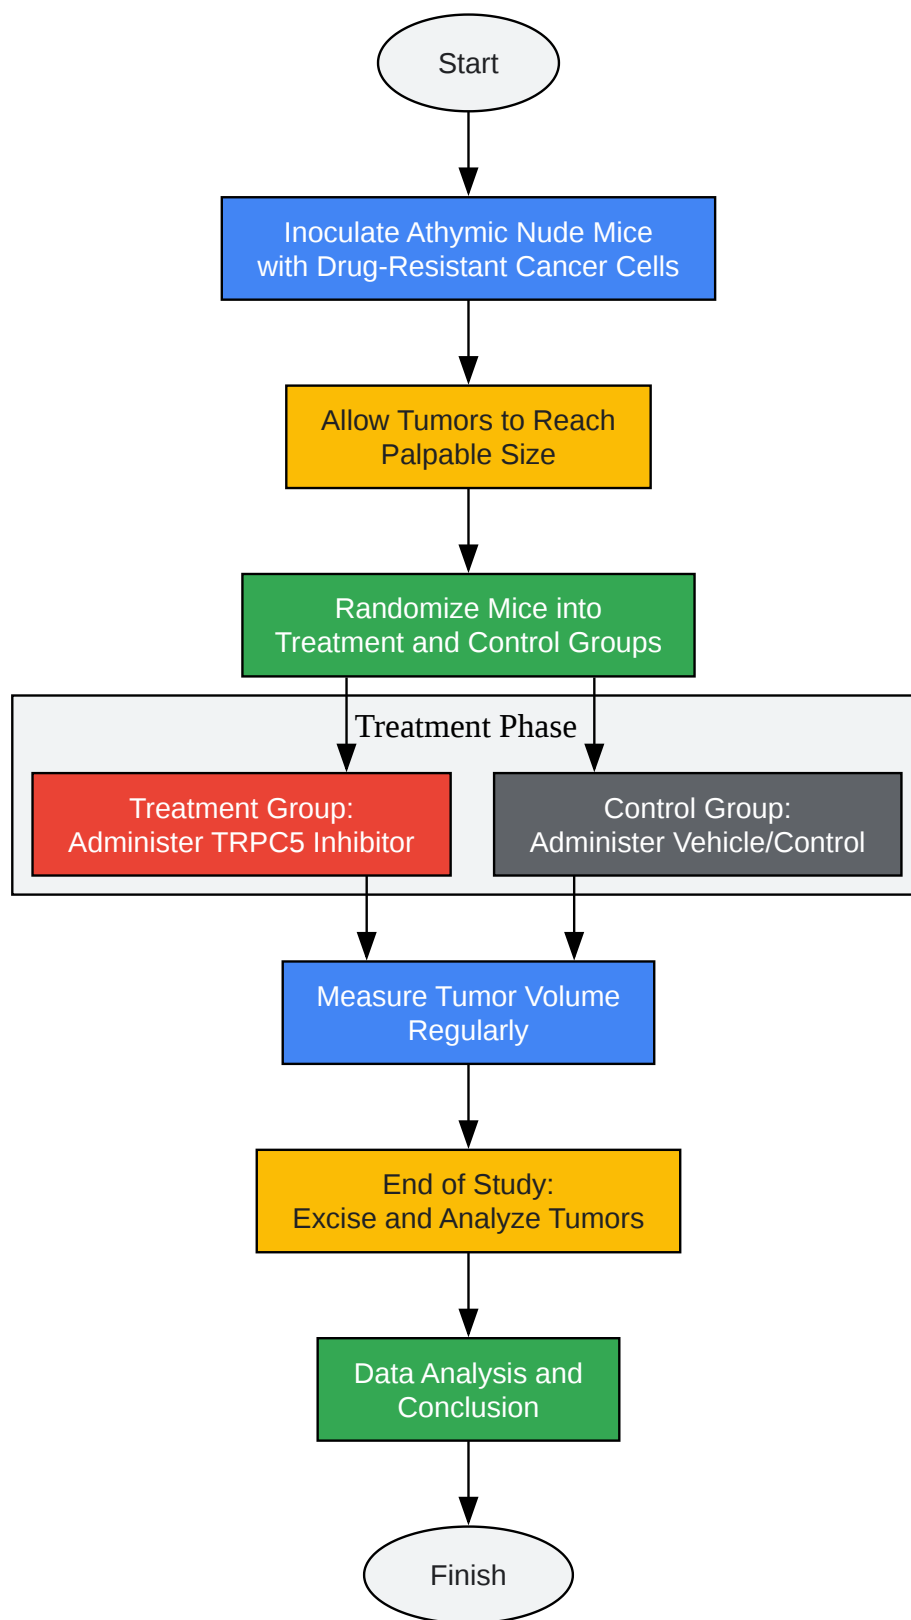 Start
Inoculate Athymic Nude Mice
with Drug-Resistant Cancer Cells
Allow Tumors to Reach
Palpable Size
Randomize Mice into
Treatment and Control Groups
Treatment Phase
Treatment Group:
Administer TRPC5 Inhibitor
Control Group:
Administer Vehicle/Control
Measure Tumor Volume
Regularly
End of Study:
Excise and Analyze Tumors
Data Analysis and
Conclusion
Finish